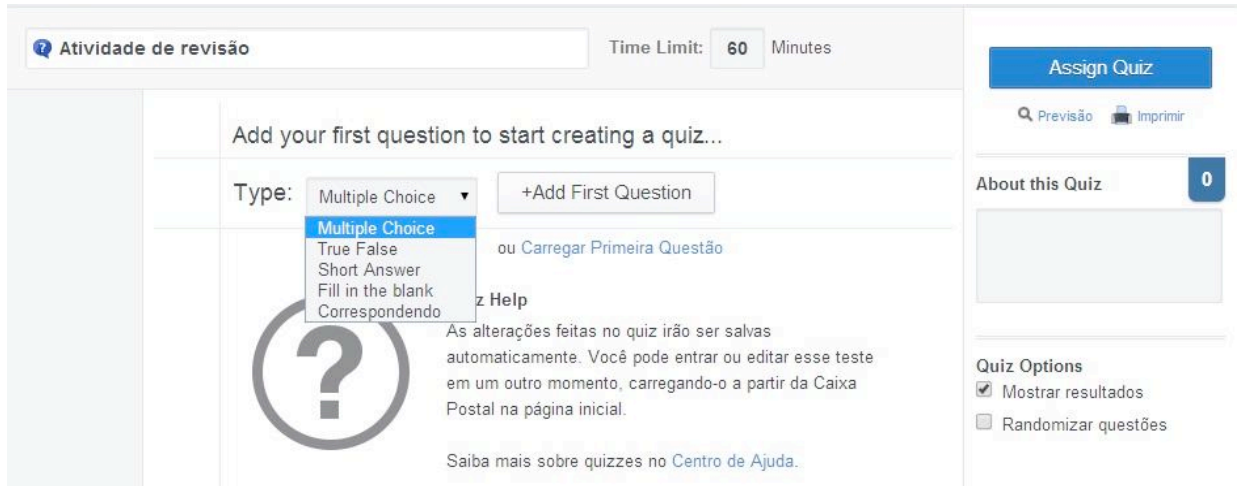 Atividade de revisão
Time Limit: 60 Minutes
Assign Quiz
Previsão Imprimir
Add your first question to start creating a quiz...
Type: Multiple Choice +Add First Question
Multiple Choice
True False
Short Answer
Fill in the blank
Correspondendo
ou Carregar Primeira Questão
z Help
As alterações feitas no quiz irão ser salvas
automaticamente. Você pode entrar ou editar esse teste
em um outro momento, carregando-o a partir da Caixa
Postal na página inicial.
Saiba mais sobre quizzes no Centro de Ajuda.
About this Quiz 0
Quiz Options
Mostrar resultados
Randomizar questões